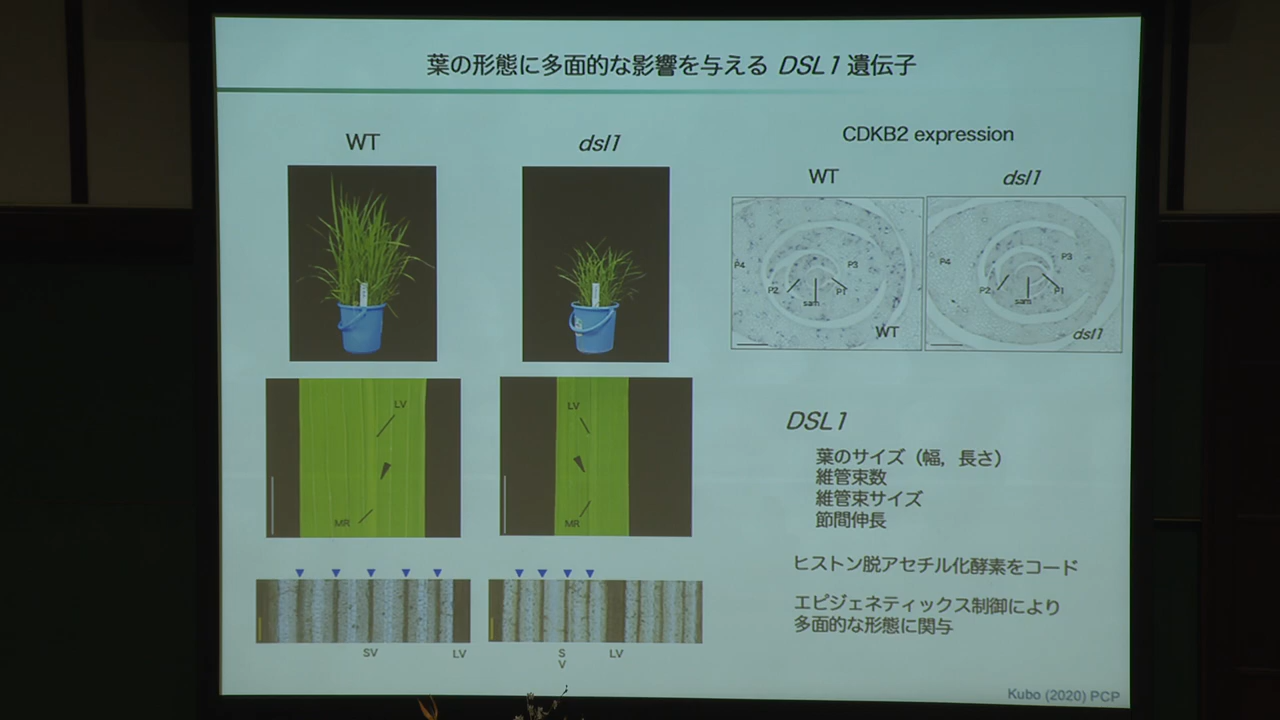 葉の形態に多面的な影響を与える DSL1 遺伝子
WT
dsl1
CDKB2 expression
WT
dsl1
P4
P3
P2
P1
sam
WT
P4
P3
P2
P1
sam
dsl1
LV
MR
LV
MR
SV
LV
S
V
LV
DSL1
葉のサイズ（幅，長さ）
維管束数
維管束サイズ
節間伸長
ヒストン脱アセチル化酵素をコード
エピジェネティックス制御により
多面的な形態に関与
Kubo (2020) PCP